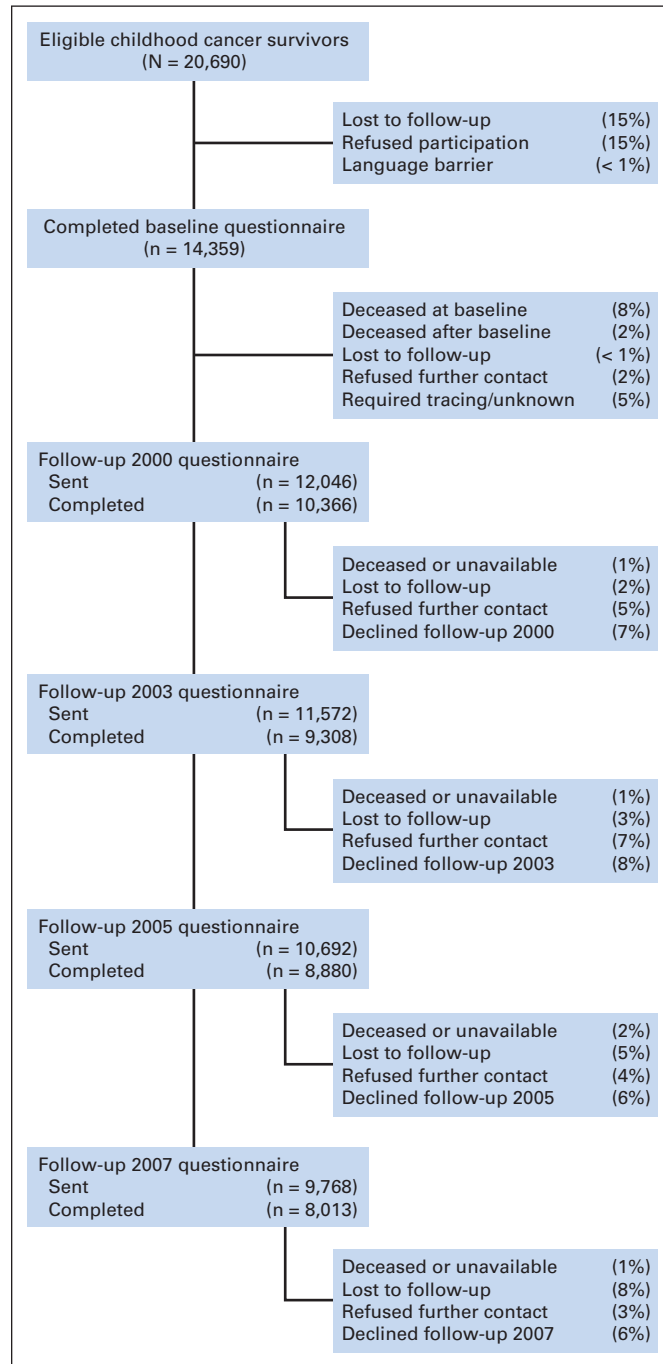 Eligible childhood cancer survivors
(N = 20,690)
Lost to follow-up (15%)
Refused participation (15%)
Language barrier (< 1%)
Completed baseline questionnaire
(n = 14,359)
Deceased at baseline (8%)
Deceased after baseline (2%)
Lost to follow-up (< 1%)
Refused further contact (2%)
Required tracing/unknown (5%)
Follow-up 2000 questionnaire
Sent (n = 12,046)
Completed (n = 10,366)
Deceased or unavailable (1%)
Lost to follow-up (2%)
Refused further contact (5%)
Declined follow-up 2000 (7%)
Follow-up 2003 questionnaire
Sent (n = 11,572)
Completed (n = 9,308)
Deceased or unavailable (1%)
Lost to follow-up (3%)
Refused further contact (7%)
Declined follow-up 2003 (8%)
Follow-up 2005 questionnaire
Sent (n = 10,692)
Completed (n = 8,880)
Deceased or unavailable (2%)
Lost to follow-up (5%)
Refused further contact (4%)
Declined follow-up 2005 (6%)
Follow-up 2007 questionnaire
Sent (n = 9,768)
Completed (n = 8,013)
Deceased or unavailable (1%)
Lost to follow-up (8%)
Refused further contact (3%)
Declined follow-up 2007 (6%)